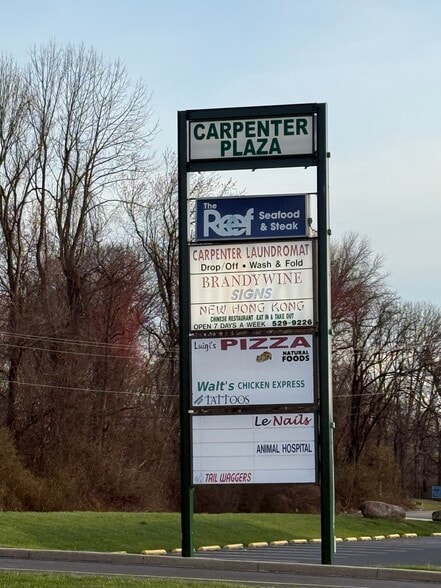 CARPENTER
PLAZA
The Reef Seafood
& Steak
CARPENTER LAUNDROMAT
Drop/Off • Wash & Fold
BRANDYWINE
SIGNS
NEW HONG KONG
CHINESE RESTAURANT EAT IN & TAKE OUT
OPEN 7 DAYS A WEEK 529-9226
Luigi's PIZZA
NATURAL
FOODS
Walt's CHICKEN EXPRESS
TATTOOS
Le Nails
ANIMAL HOSPITAL
TAIL WAGGERS